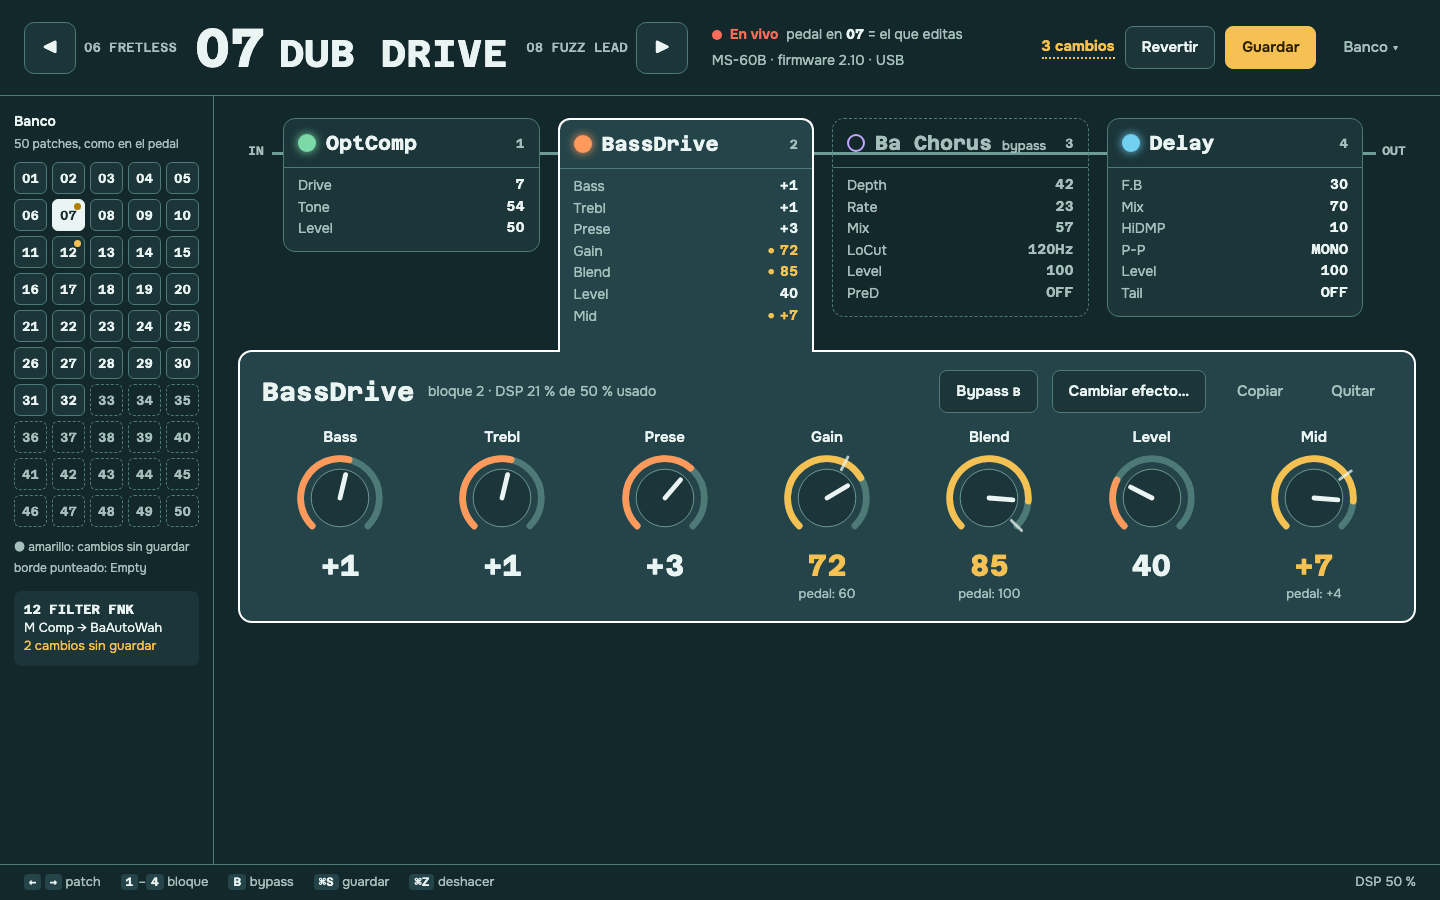 ◀ 06 FRETLESS 07 DUB DRIVE 08 FUZZ LEAD ▶
En vivo pedal en 07 = el que editas
MS-60B · firmware 2.10 · USB
3 cambios Revertir Guardar Banco ▾
Banco
50 patches, como en el pedal
01 02 03 04 05
06 07 08 09 10
11 12 13 14 15
16 17 18 19 20
21 22 23 24 25
26 27 28 29 30
31 32 33 34 35
36 37 38 39 40
41 42 43 44 45
46 47 48 49 50
amarillo: cambios sin guardar
borde punteado: Empty
12 FILTER FNK
M Comp → BaAutoWah
2 cambios sin guardar
IN
OptComp 1
Drive 7
Tone 54
Level 50
BassDrive 2
Bass +1
Trebl +1
Prese +3
Gain • 72
Blend • 85
Level 40
Mid • +7
Ba Chorus bypass 3
Depth 42
Rate 23
Mix 57
LoCut 120Hz
Level 100
PreD OFF
Delay 4
F.B 30
Mix 70
HiDMP 10
P-P MONO
Level 100
Tail OFF
OUT
BassDrive bloque 2 · DSP 21 % de 50 % usado
Bypass B Cambiar efecto... Copiar Quitar
Bass Trebl Prese Gain Blend Level Mid
+1 +1 +3 72 85 40 +7
pedal: 60 pedal: 100 pedal: +4
← → patch 1 – 4 bloque B bypass ⌘S guardar ⌘Z deshacer DSP 50 %